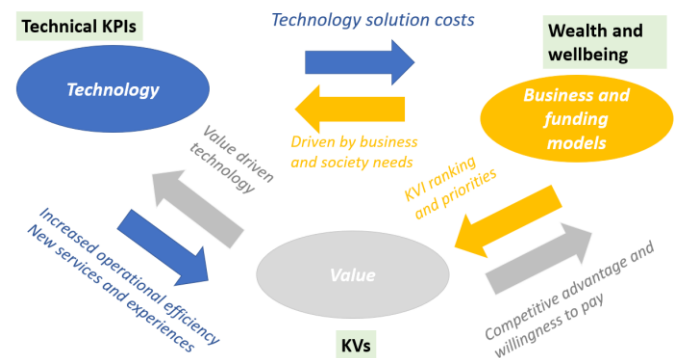 Technical KPIs
Technology solution costs
Wealth and
wellbeing
Technology
Business and
funding
models
Driven by business
and society needs
Value driven
technology
KVI ranking
and priorities
Increased operational efficiency
New services and experiences
Value
Competitive advantage and
willingness to pay
KVs